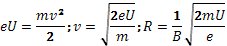 eU = mv²/2 ; v = √(2eU/m) ; R = 1/B √(2mU/e)